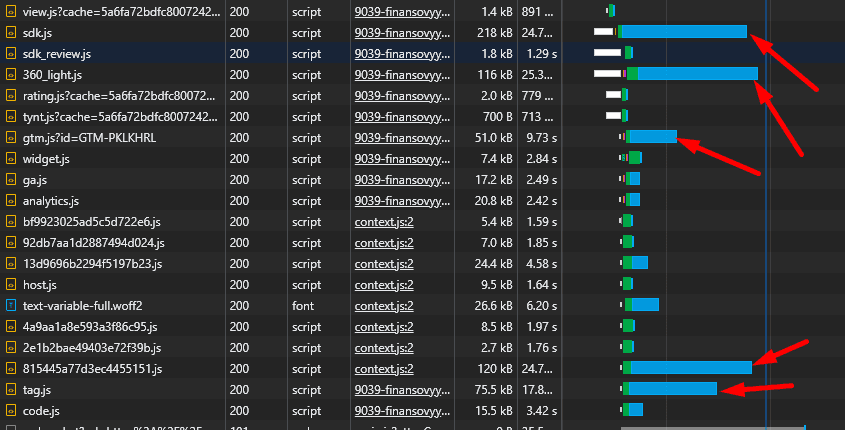 view.js?cache=5a6fa72bdfc8007242... 200 script 9039-finansovyy... 1.4 kB 891 ...
sdk.js 200 script 9039-finansovyy... 218 kB 24.7...
sdk_review.js 200 script 9039-finansovyy... 1.8 kB 1.29 s
360_light.js 200 script 9039-finansovyy... 116 kB 25.3...
rating.js?cache=5a6fa72bdfc80072... 200 script 9039-finansovyy... 2.0 kB 779 ...
tynt.js?cache=5a6fa72bdfc8007242... 200 script 9039-finansovyy... 700 B 713 ...
gtm.js?id=GTM-PKLKHRL 200 script 9039-finansovyy... 51.0 kB 9.73 s
widget.js 200 script 9039-finansovyy... 7.4 kB 2.84 s
ga.js 200 script 9039-finansovyy... 17.2 kB 2.49 s
analytics.js 200 script 9039-finansovyy... 20.8 kB 2.42 s
bf9923025ad5c5d722e6.js 200 script context.js:2 5.4 kB 1.59 s
92db7aa1d2887494d024.js 200 script context.js:2 7.0 kB 1.85 s
13d9696b2294f5197b23.js 200 script context.js:2 24.4 kB 4.58 s
host.js 200 script context.js:2 9.5 kB 1.64 s
text-variable-full.woff2 200 font context.js:2 26.6 kB 6.20 s
4a9aa1a8e593a3f86c95.js 200 script context.js:2 8.5 kB 1.97 s
2e1b2bae49403e72f39b.js 200 script context.js:2 2.7 kB 1.76 s
815445a77d3ec4455151.js 200 script context.js:2 120 kB 24.7...
tag.js 200 script 9039-finansovyy... 75.5 kB 17.8...
code.js 200 script 9039-finansovyy... 15.5 kB 3.42 s